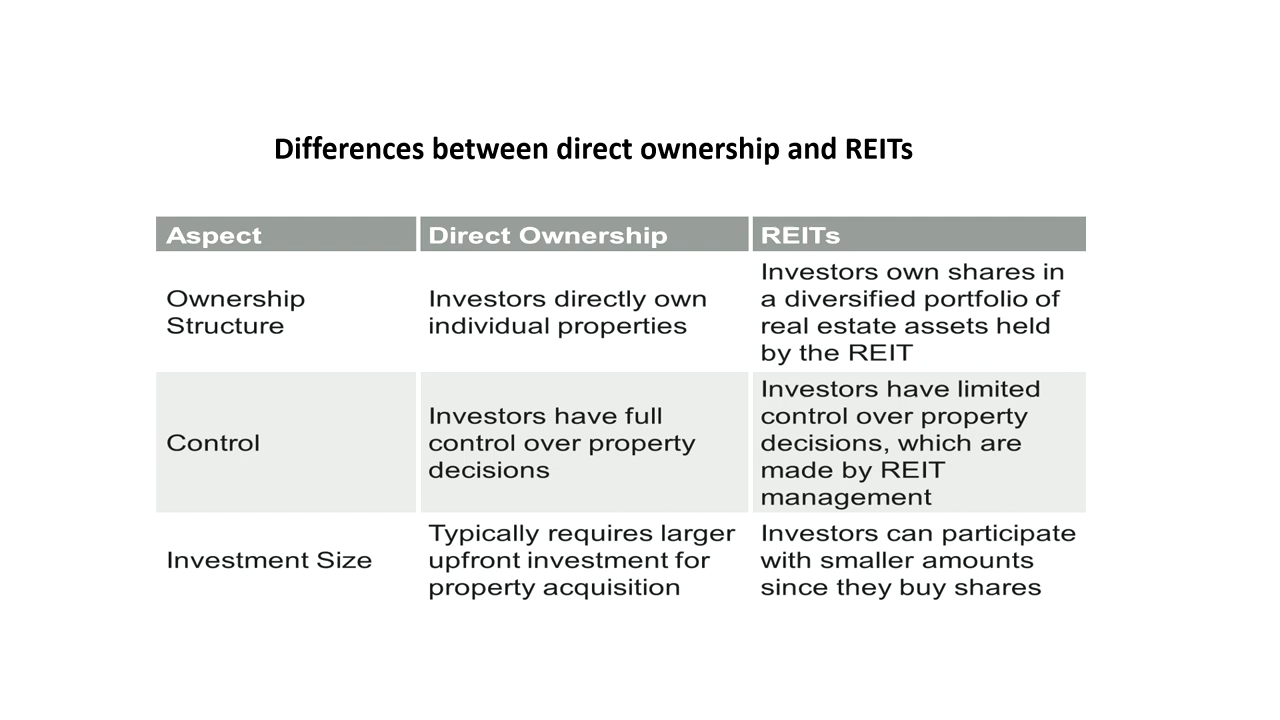 Differences between direct ownership and REITs
Aspect
Direct Ownership
REITs
Ownership
Structure
Investors directly own
individual properties
Investors own shares in
a diversified portfolio of
real estate assets held
by the REIT
Control
Investors have full
control over property
decisions
Investors have limited
control over property
decisions, which are
made by REIT
management
Investment Size
Typically requires larger
upfront investment for
property acquisition
Investors can participate
with smaller amounts
since they buy shares